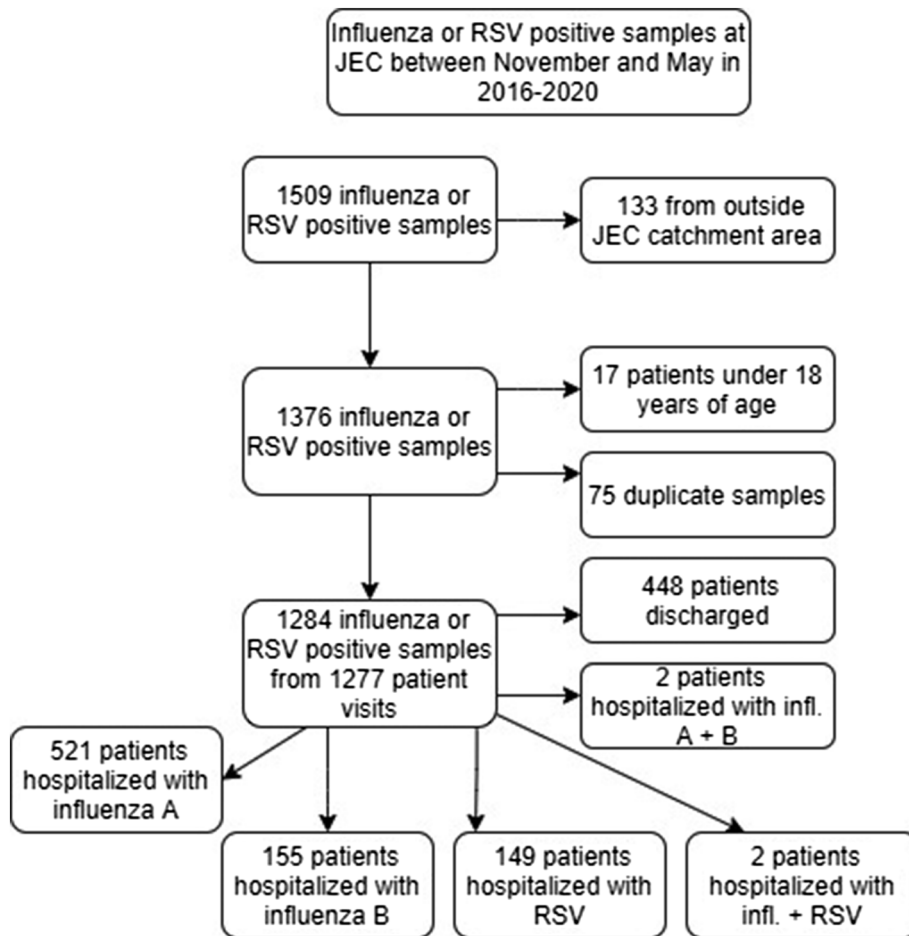 Influenza or RSV positive samples at
JEC between November and May in
2016-2020
1509 influenza or
RSV positive samples
133 from outside
JEC catchment area
1376 influenza or
RSV positive samples
17 patients under 18
years of age
75 duplicate samples
1284 influenza or
RSV positive samples
from 1277 patient
visits
448 patients
discharged
2 patients
hospitalized with infl.
A + B
521 patients
hospitalized with
influenza A
155 patients
hospitalized with
influenza B
149 patients
hospitalized with
RSV
2 patients
hospitalized with
infl. + RSV